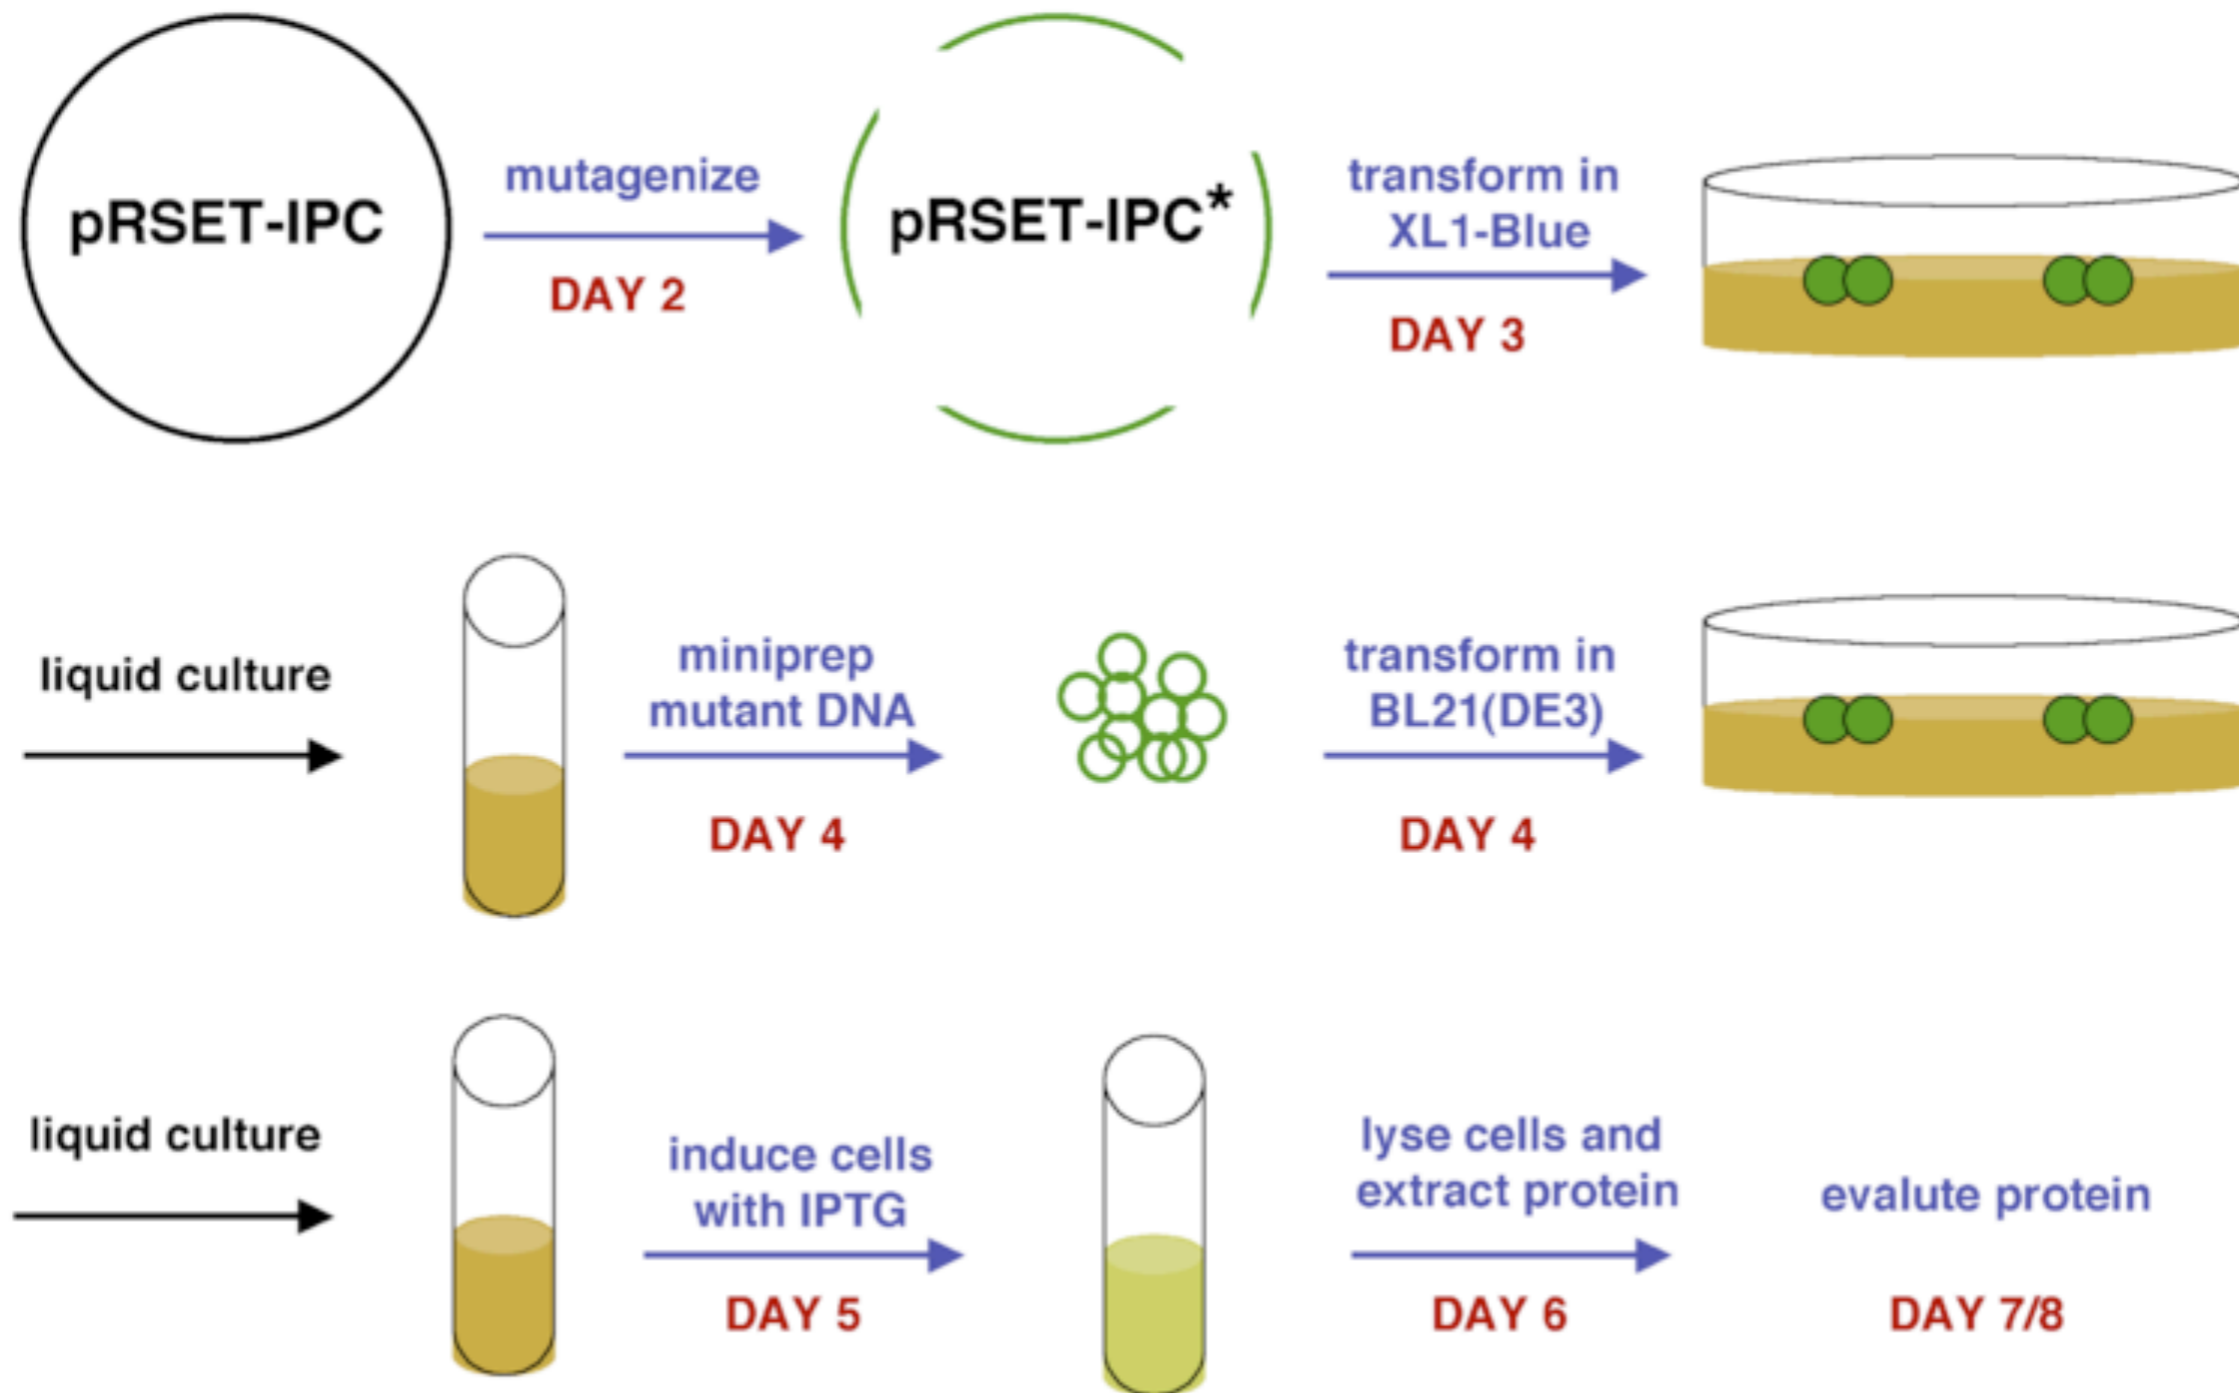 pRSET-IPC
mutagenize
DAY 2
pRSET-IPC*
transform in
XL1-Blue
DAY 3
liquid culture
miniprep
mutant DNA
DAY 4
transform in
BL21(DE3)
DAY 4
liquid culture
induce cells
with IPTG
DAY 5
lyse cells and
extract protein
DAY 6
evalute protein
DAY 7/8